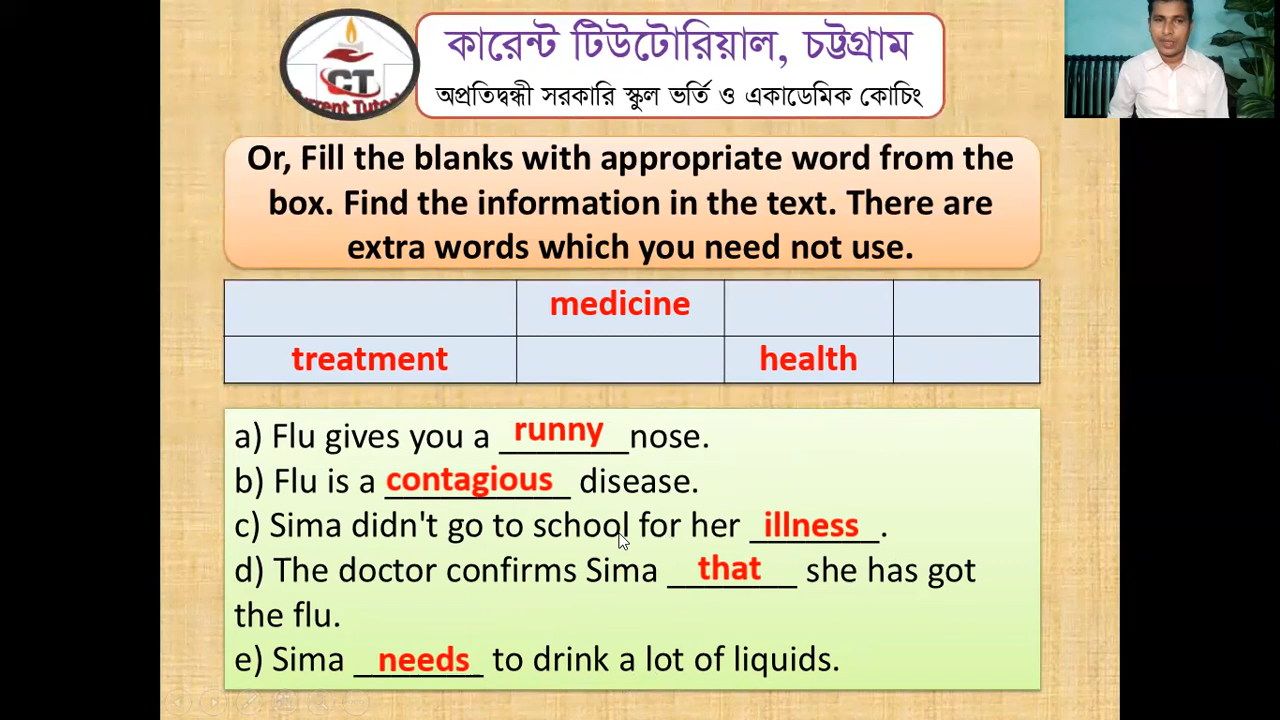 কারেন্ট টিউটোরিয়াল, চট্টগ্রাম
অপ্রতিদ্বন্দ্বী সরকারি স্কুল ভর্তি ও একাডেমিক কোচিং
CT
Current Tutor
Or, Fill the blanks with appropriate word from the
box. Find the information in the text. There are
extra words which you need not use.
medicine
treatment health
a) Flu gives you a _______ runny nose.
b) Flu is a contagious disease.
c) Sima didn't go to school for her illness.
d) The doctor confirms Sima that she has got
the flu.
e) Sima needs to drink a lot of liquids.